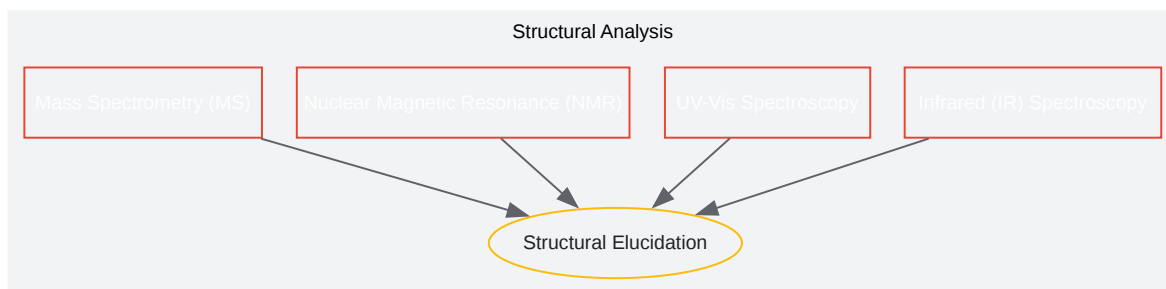 Structural Analysis
Mass Spectrometry (MS)
Nuclear Magnetic Resonance (NMR)
UV-Vis Spectroscopy
Infrared (IR) Spectroscopy
Structural Elucidation